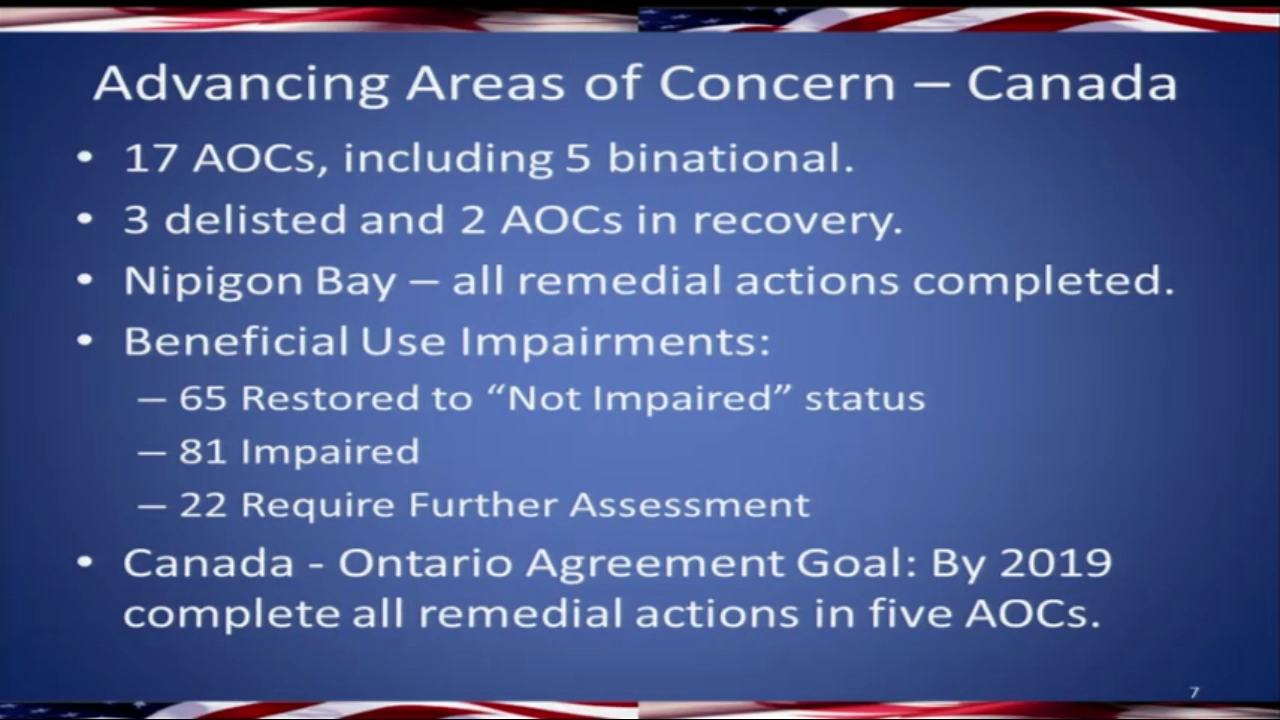 Advancing Areas of Concern – Canada
• 17 AOCs, including 5 binational.
• 3 delisted and 2 AOCs in recovery.
• Nipigon Bay – all remedial actions completed.
• Beneficial Use Impairments:
– 65 Restored to “Not Impaired” status
– 81 Impaired
– 22 Require Further Assessment
• Canada - Ontario Agreement Goal: By 2019
complete all remedial actions in five AOCs.
7